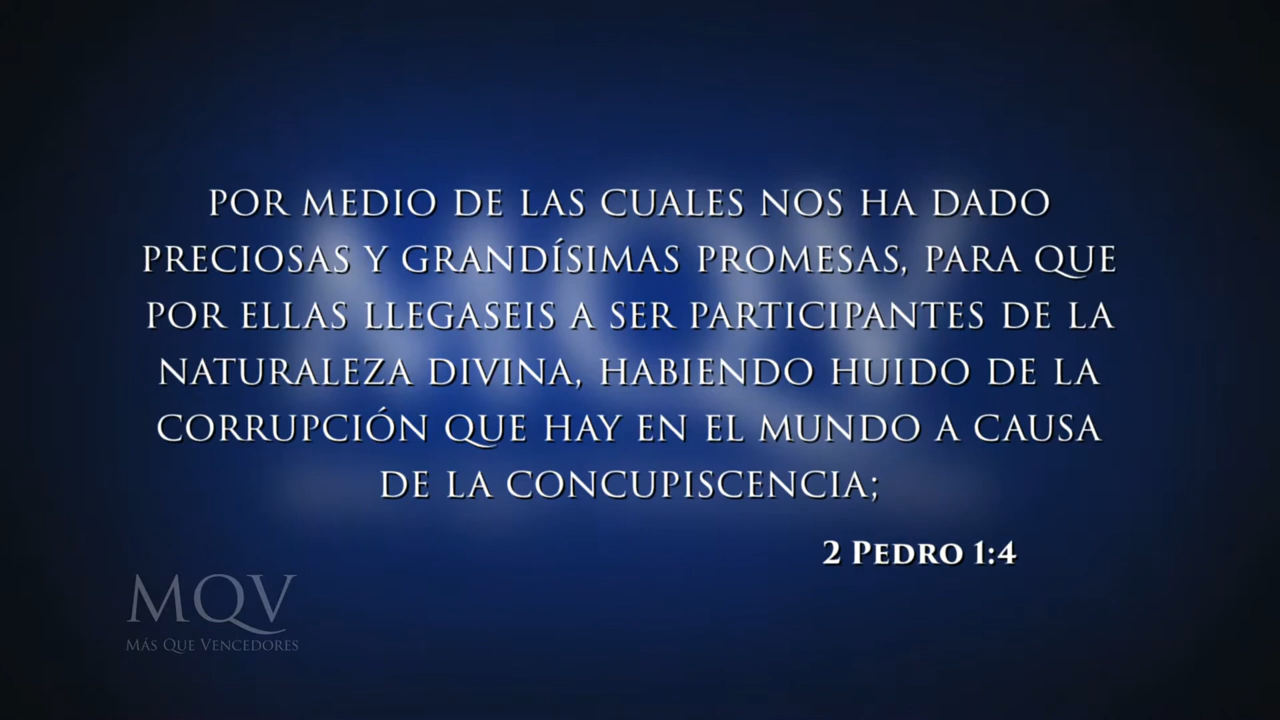 POR MEDIO DE LAS CUALES NOS HA DADO
PRECIOSAS Y GRANDÍSIMAS PROMESAS, PARA QUE
POR ELLAS LLEGASEIS A SER PARTICIPANTES DE LA
NATURALEZA DIVINA, HABIENDO HUIDO DE LA
CORRUPCIÓN QUE HAY EN EL MUNDO A CAUSA
DE LA CONCUPISCENCIA;
2 PEDRO 1:4
MQV
MÁS QUE VENCEDORES